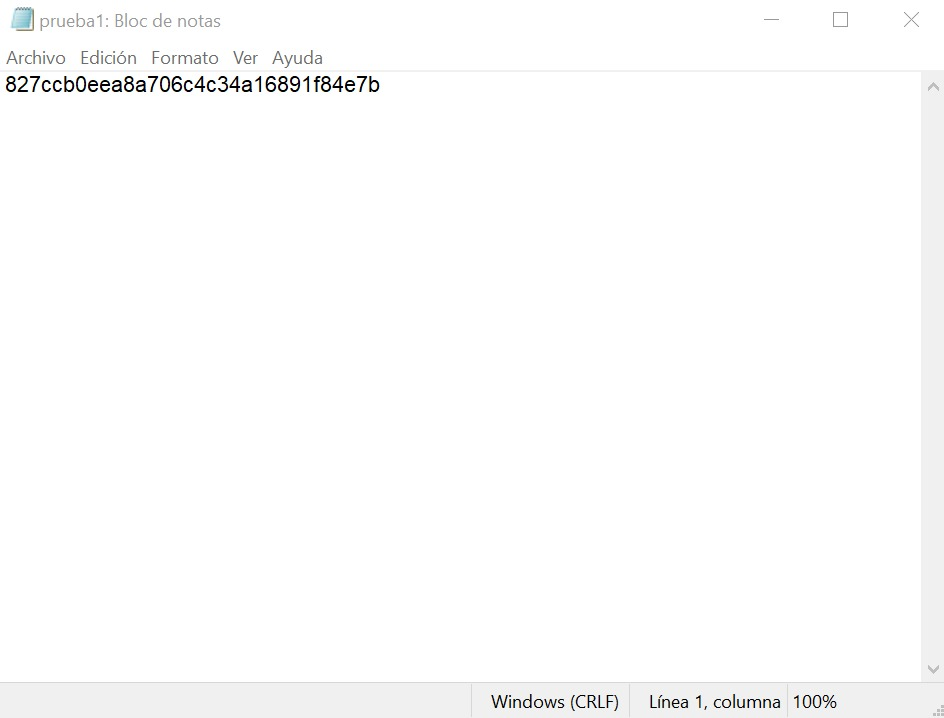 prueba1: Bloc de notas
Archivo Edición Formato Ver Ayuda
827ccb0eea8a706c4c34a16891f84e7b
Windows (CRLF) Línea 1, columna 100%